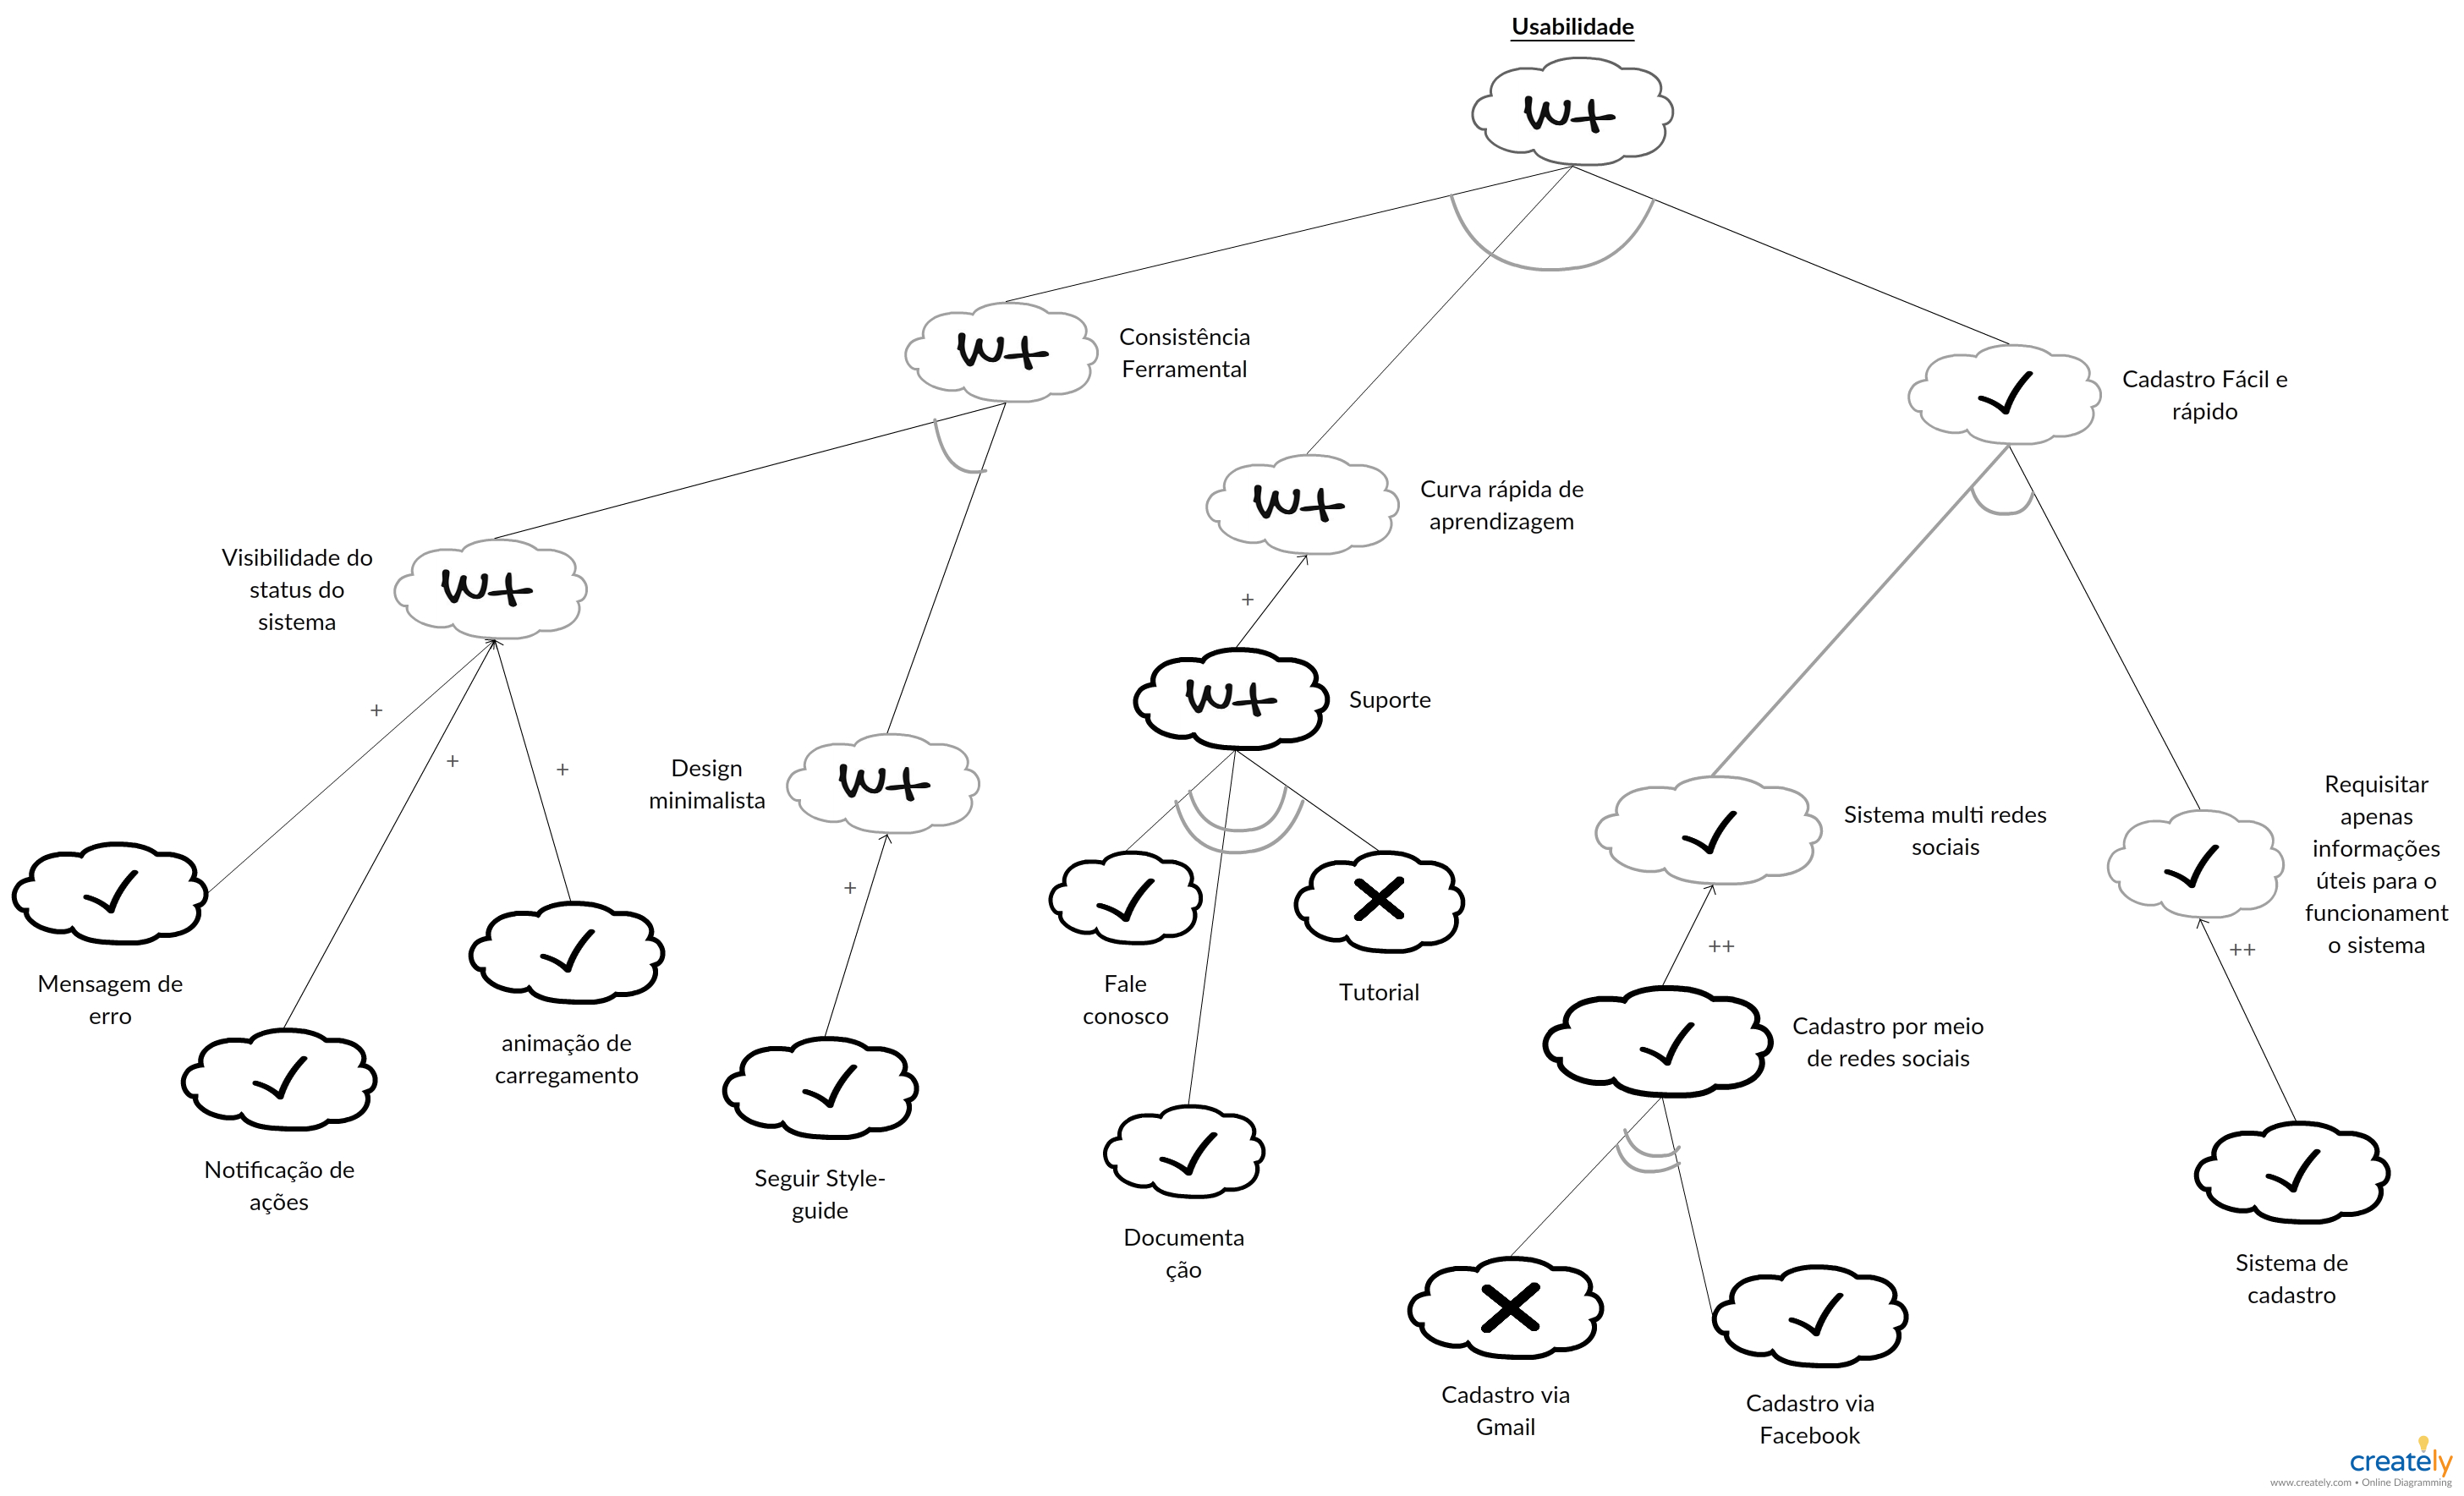 Usabilidade
W+
W+
Consistência
Ferramental
Cadastro Fácil e
rápido
W+
Curva rápida de
aprendizagem
Visibilidade do
status do
sistema
W+
+
W+
Suporte
+
+
+
Design
minimalista
W+
Sistema multi redes
sociais
Requisitar
apenas
informações
úteis para o
funcionament
o sistema
+
++
++
Mensagem de
erro
Fale
conosco
Tutorial
animação de
carregamento
Cadastro por meio
de redes sociais
Notificação de
ações
Seguir Style-
guide
Documenta
ção
Sistema de
cadastro
Cadastro via
Gmail
Cadastro via
Facebook
creately
www.creately.com • Online Diagramming